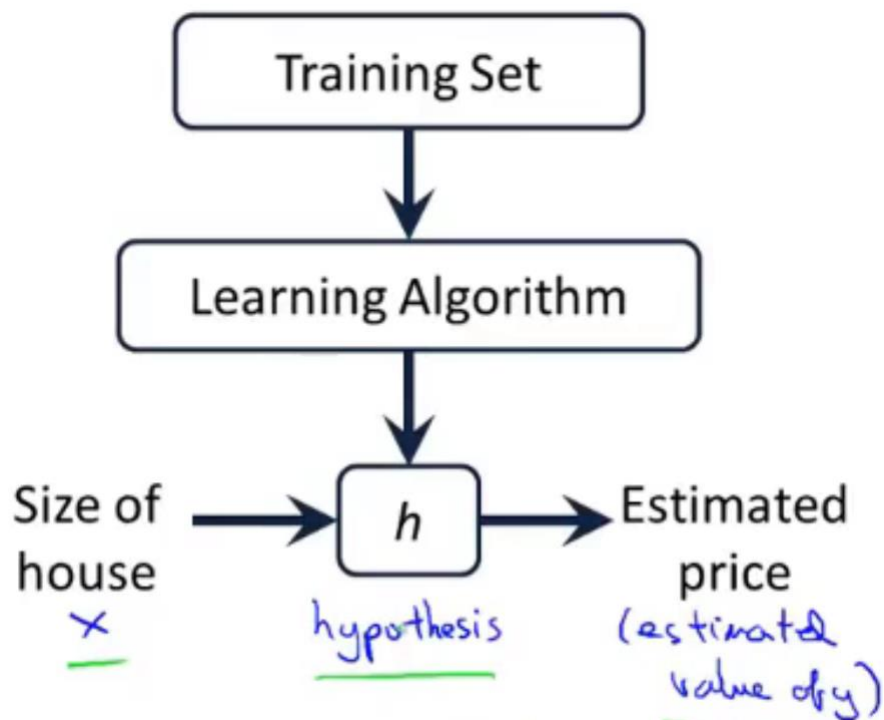 Training Set
Learning Algorithm
Size of
house
h
Estimated
price
x
hypothesis
(estimated
value of y)